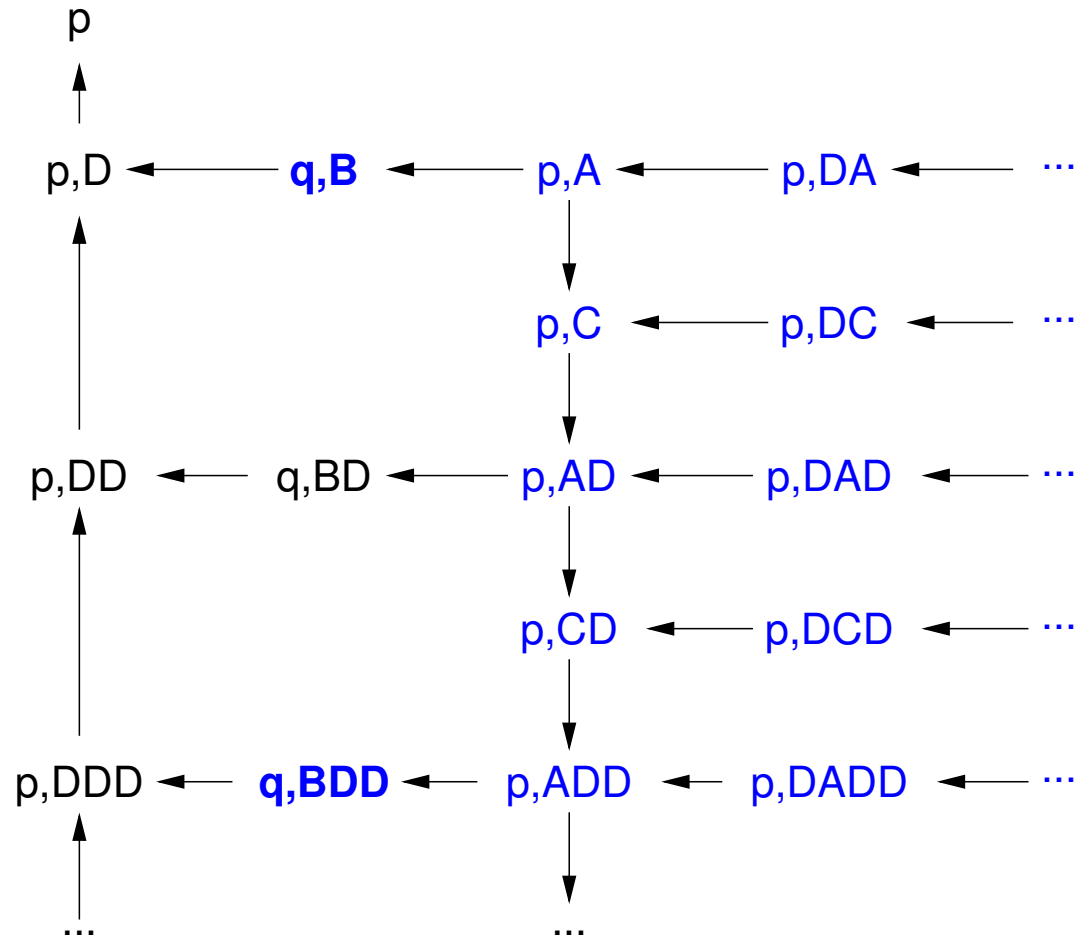 p
p,D q,B p,A p,DA ...
p,C p,DC ...
p,DD q,BD p,AD p,DAD ...
p,CD p,DCD ...
p,DDD q,BDD p,ADD p,DADD ...
... ...